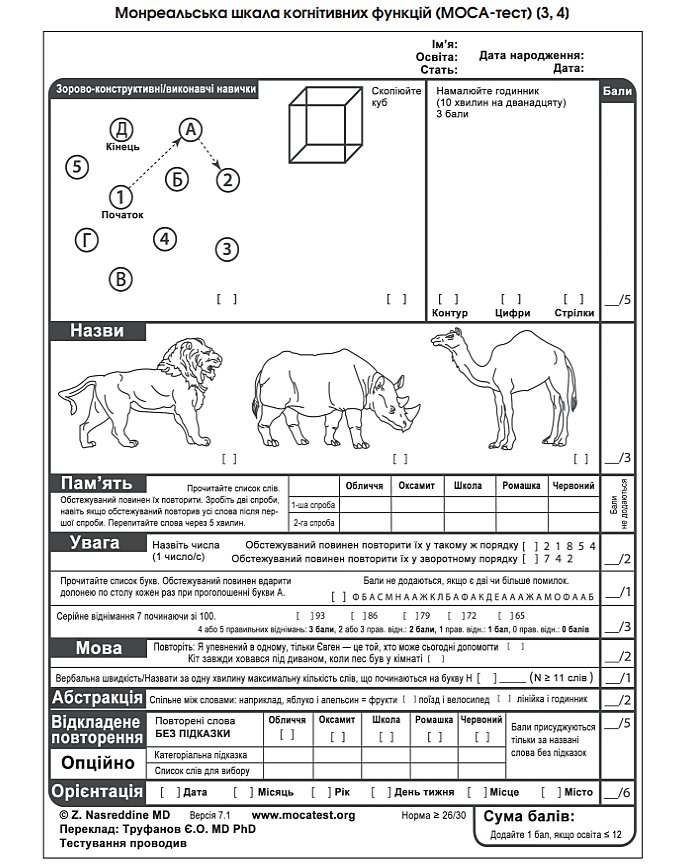 Монреальська шкала когнітивних функцій (МОСА-тест) [3, 4]
Ім'я:
Освіта: Дата народження:
Стать: Дата:
Зорово-конструктивні/виконавчі навички
Скопіюйте
куб
Намалюйте годинник
(10 хвилин на дванадцяту)
3 бали
Бали
Д
Кінець
А
5
Б
2
1
Початок
Г
4
3
В
[ ] [ ] [ ] [ ] [ ]
Контур Цифри Стрілки
__/5
Назви
[ ] [ ] [ ]
__/3
Пам'ять
Прочитайте список слів.
Обстежуваний повинен їх повторити. Зробіть дві спроби,
навіть якщо обстежуваний повторив усі слова після пер-
шої спроби. Перепитайте слова через 5 хвилин.
Обличчя Оксамит Школа Ромашка Червоний
1-ша спроба
2-га спроба
Бали
не додаються
Увага
Назвіть числа
(1 число/с)
Обстежуваний повинен повторити їх у такому ж порядку [ ] 2 1 8 5 4
Обстежуваний повинен повторити їх у зворотному порядку [ ] 7 4 2
__/2
Прочитайте список букв. Обстежуваний повинен вдарити
долонею по столу кожен раз при проголошенні букви А.
Бали не додаються, якщо є дві чи більше помилок.
[ ] Ф Б А С М Н А А Ж К Л Б А Ф А К Д Е А А А Ж А М О Ф А А Б
__/1
Серійне віднімання 7 починаючи зі 100. [ ] 93 [ ] 86 [ ] 79 [ ] 72 [ ] 65
4 або 5 правильних віднімань: 3 бали, 2 або 3 прав. відн.: 2 бали, 1 прав. відн.: 1 бал, 0 прав. відн.: 0 балів
__/3
Мова
Повторіть: Я упевнений в одному, тільки Євген — це той, хто може сьогодні допомогти [ ]
Кіт завжди ховався під диваном, коли пес був у кімнаті [ ]
__/2
Вербальна швидкість/Назвати за одну хвилину максимальну кількість слів, що починаються на букву Н [ ] _____ (N ≥ 11 слів )
__/1
Абстракція
Спільне між словами: наприклад, яблуко і апельсин = фрукти [ ] поїзд і велосипед [ ] лінійка і годинник
__/2
Відкладене
повторення
Повторені слова
БЕЗ ПІДКАЗКИ
Обличчя Оксамит Школа Ромашка Червоний
[ ] [ ] [ ] [ ] [ ]
Бали присуджуються
тільки за названі
слова без підказок
__/5
Опційно
Категоріальна підказка
Список слів для вибору
Орієнтація
[ ] Дата [ ] Місяць [ ] Рік [ ] День тижня [ ] Місце [ ] Місто
__/6
© Z. Nasreddine MD Версія 7.1 www.mocatest.org Норма ≥ 26/30
Переклад: Труфанов Є.О. MD PhD
Тестування проводив
Сума балів:
Додайте 1 бал, якщо освіта ≤ 12